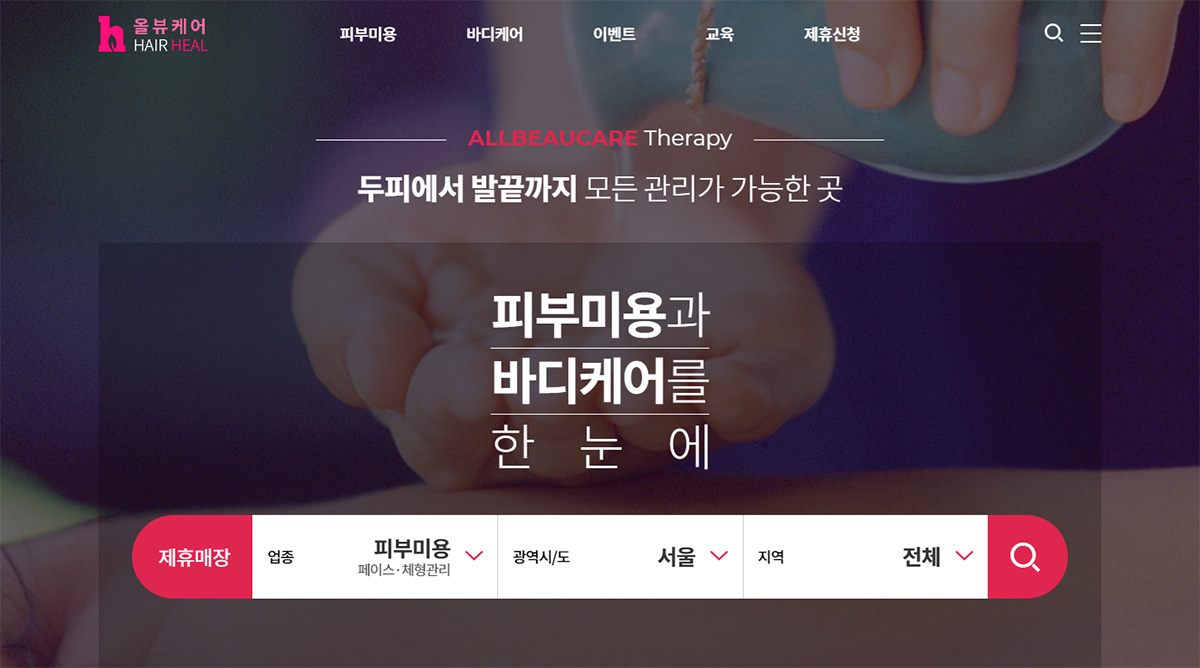 올뷰케어
HAIR HEAL
피부미용 바디케어 이벤트 교육 제휴신청
ALLBEAUCARE Therapy
두피에서 발끝까지 모든 관리가 가능한 곳
피부미용과
바디케어를
한 눈 에
제휴매장 업종 피부미용 광역시/도 서울 지역 전체
페이스·체형관리